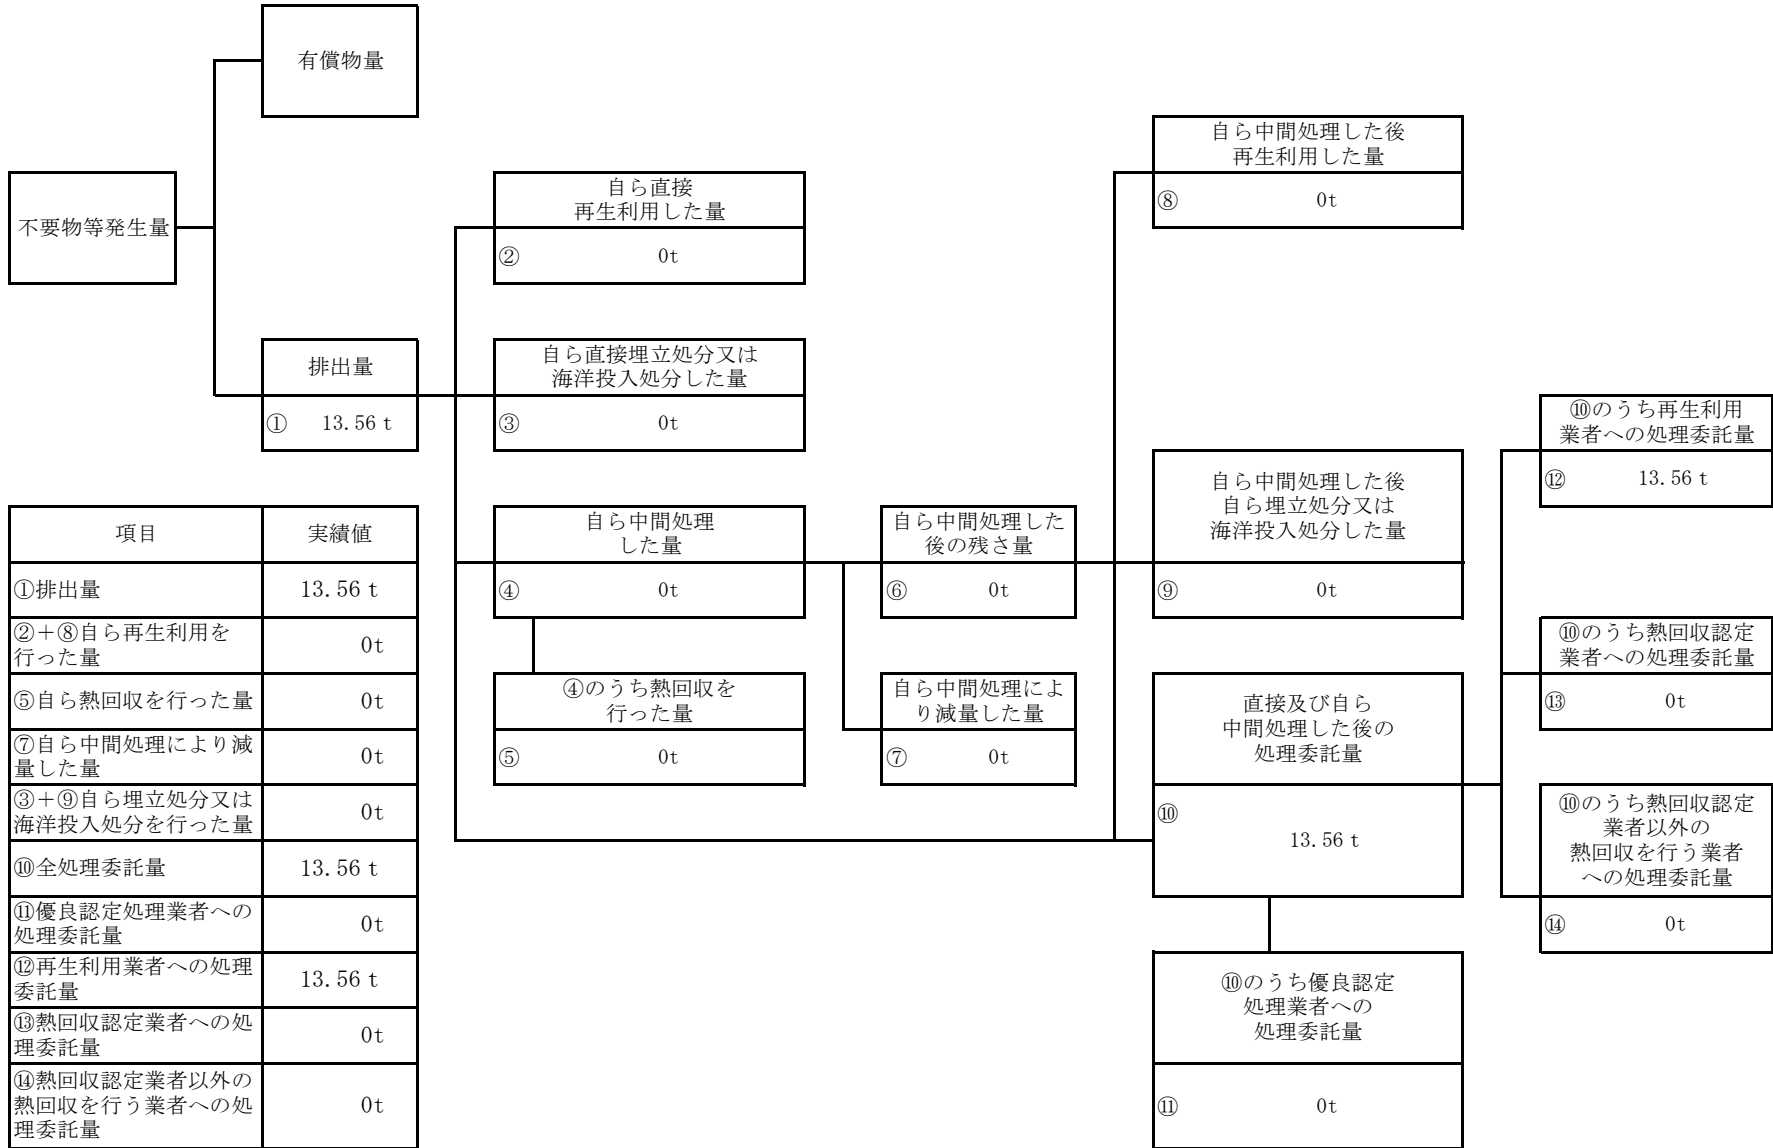 有償物量
不要物等発生量
排出量
① 13.56 t
自ら直接
再生利用した量
② 0t
自ら直接埋立処分又は
海洋投入処分した量
③ 0t
自ら中間処理
した量
④ 0t
④のうち熱回収を
行った量
⑤ 0t
自ら中間処理した
後の残さ量
⑥ 0t
自ら中間処理によ
り減量した量
⑦ 0t
自ら中間処理した後
再生利用した量
⑧ 0t
自ら中間処理した後
自ら埋立処分又は
海洋投入処分した量
⑨ 0t
直接及び自ら
中間処理した後の
処理委託量
⑩
13.56 t
⑩のうち優良認定
処理業者への
処理委託量
⑪ 0t
⑩のうち再生利用
業者への処理委託量
⑫ 13.56 t
⑩のうち熱回収認定
業者への処理委託量
⑬ 0t
⑩のうち熱回収認定
業者以外の
熱回収を行う業者
への処理委託量
⑭ 0t
項目 実績値
①排出量 13.56 t
②+⑧自ら再生利用を
行った量 0t
⑤自ら熱回収を行った量 0t
⑦自ら中間処理により減
量した量 0t
③+⑨自ら埋立処分又は
海洋投入処分を行った量 0t
⑩全処理委託量 13.56 t
⑪優良認定処理業者への
処理委託量 0t
⑫再生利用業者への処理
委託量 13.56 t
⑬熱回収認定業者への処
理委託量 0t
⑭熱回収認定業者以外の
熱回収を行う業者への処
理委託量 0t